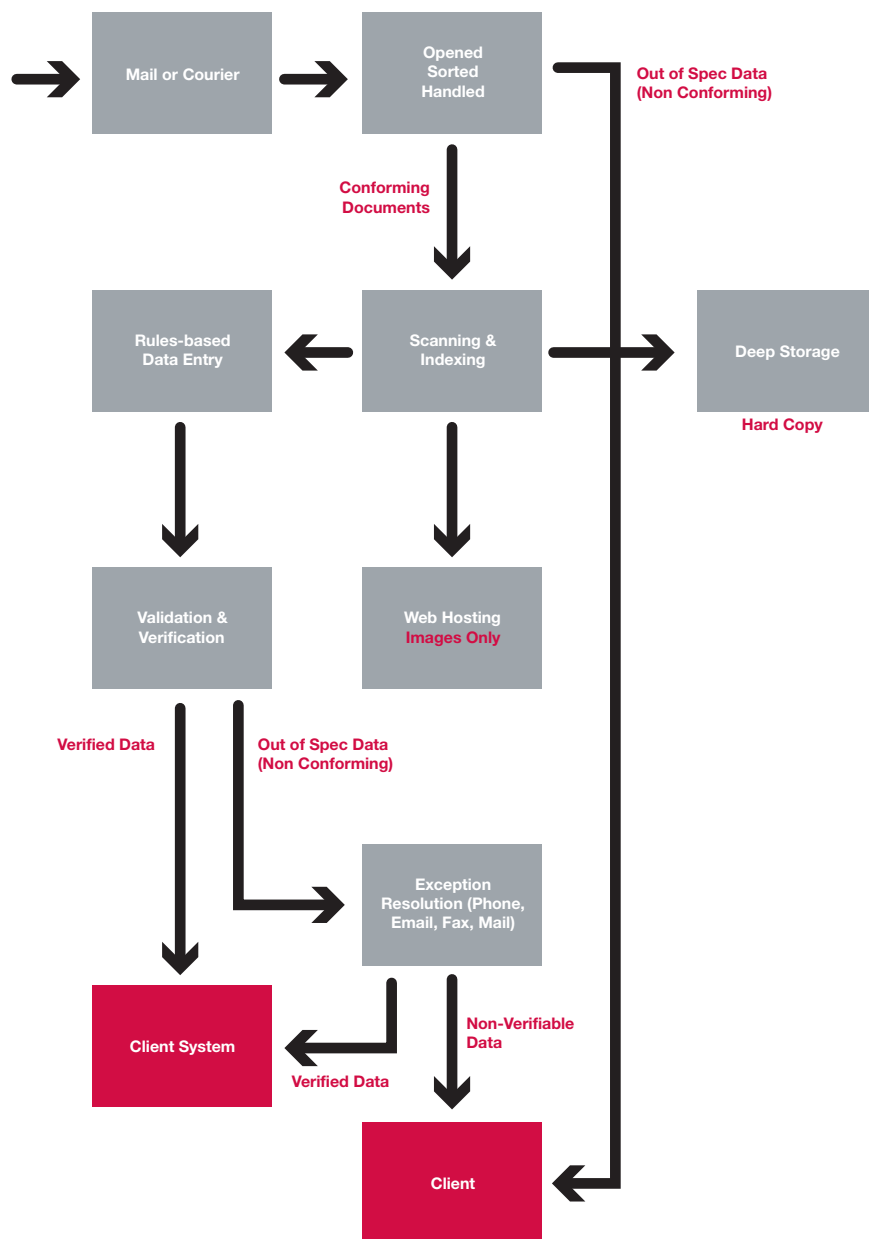 Mail or Courier
Opened
Sorted
Handled
Out of Spec Data
(Non Conforming)
Conforming
Documents
Rules-based
Data Entry
Scanning &
Indexing
Deep Storage
Hard Copy
Validation &
Verification
Web Hosting
Images Only
Verified Data
Out of Spec Data
(Non Conforming)
Exception
Resolution (Phone,
Email, Fax, Mail)
Client System
Non-Verifiable
Data
Verified Data
Client